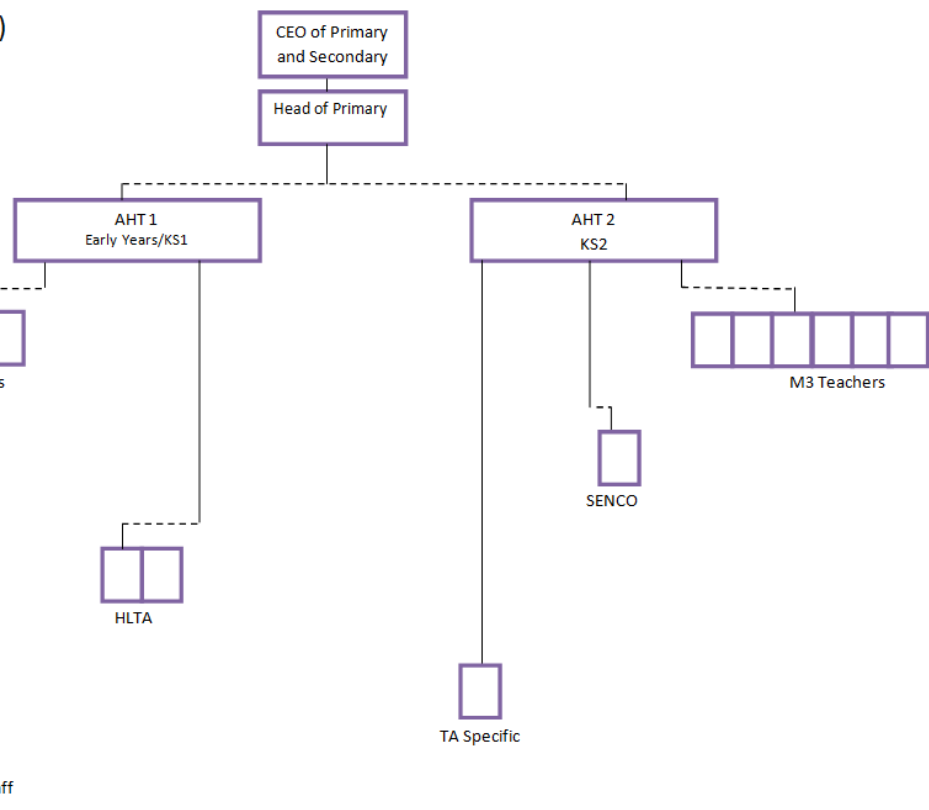 )
CEO of Primary
and Secondary
Head of Primary
AHT 1
Early Years/KS1
AHT 2
KS2
s
M3 Teachers
SENCO
HLTA
TA Specific
ff